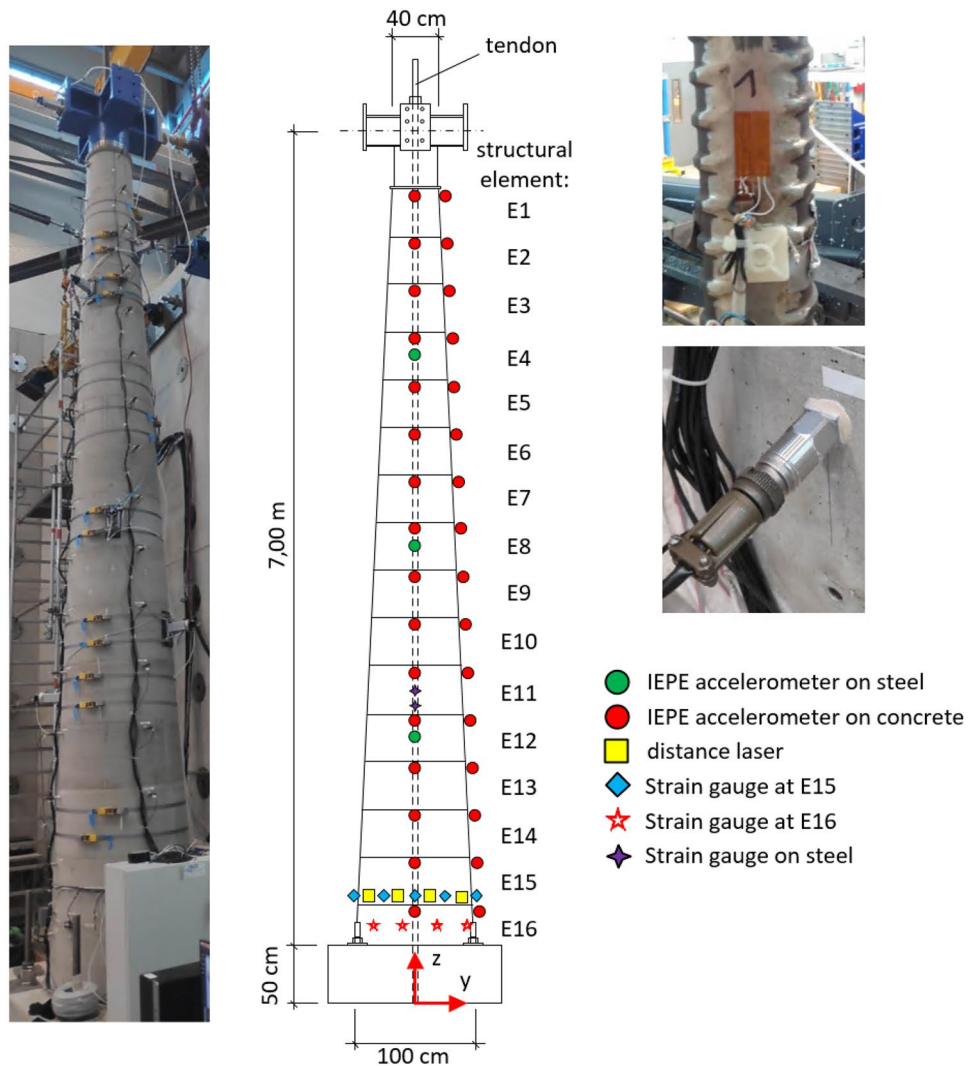 40 cm
tendon
structural
element:
E1
E2
E3
E4
E5
E6
E7
E8
E9
E10
E11
E12
E13
E14
E15
E16
7,00 m
50 cm
z
y
100 cm
1
IEPE accelerometer on steel
IEPE accelerometer on concrete
distance laser
Strain gauge at E15
Strain gauge at E16
Strain gauge on steel